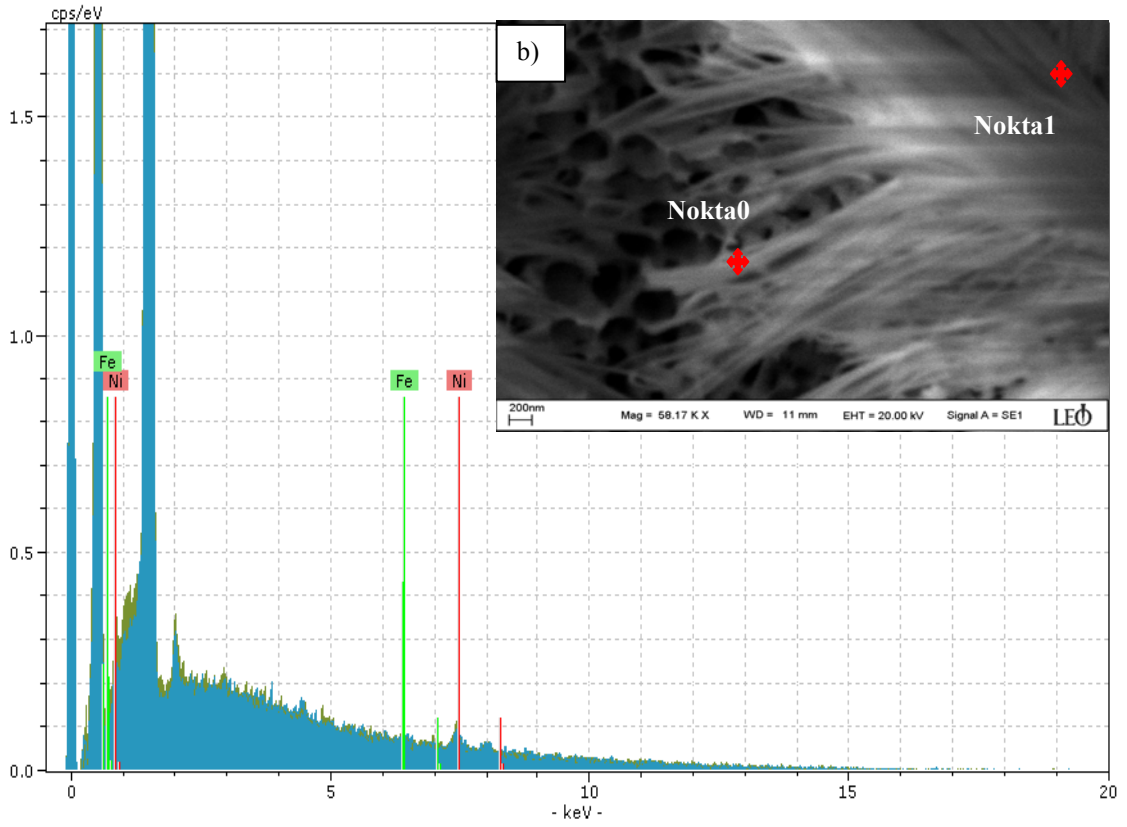 cps/eV
b)
Nokta1
Nokta0
200nm
Mag = 58.17 K X WD = 11 mm EHT = 20.00 kV Signal A = SE1 LEO
1.5
1.0
0.5
0.0
Fe
Ni
Fe
Ni
0 5 10 15 20
- keV -